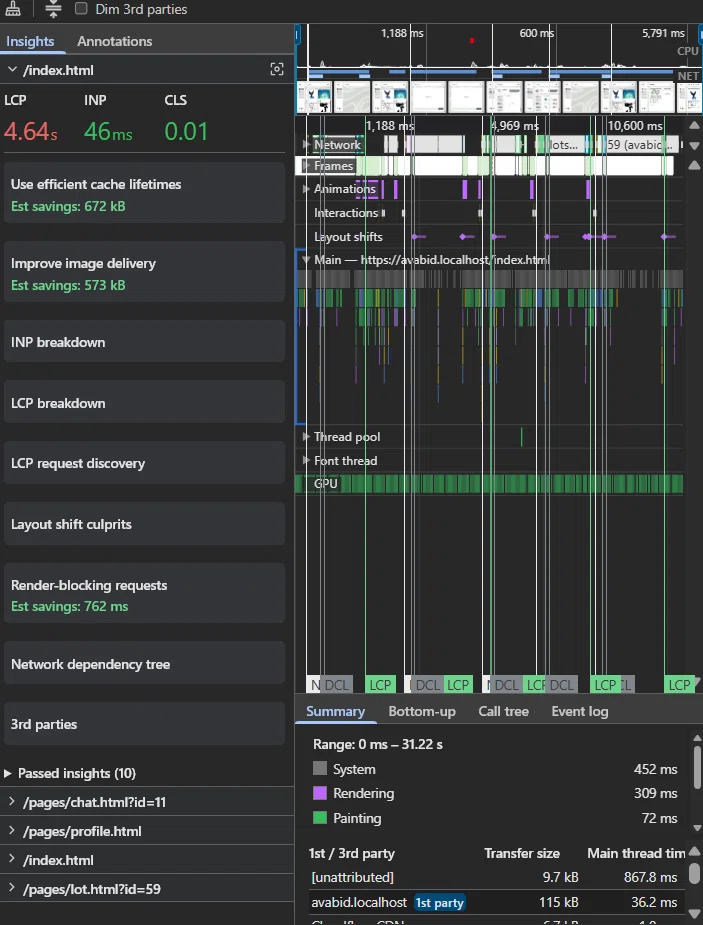 Dim 3rd parties
Insights
Annotations
/index.html
LCP
INP
CLS
4.64s
46ms
0.01
Use efficient cache lifetimes
Est savings: 672 kB
Improve image delivery
Est savings: 573 kB
INP breakdown
LCP breakdown
LCP request discovery
Layout shift culprits
Render-blocking requests
Est savings: 762 ms
Network dependency tree
3rd parties
Passed insights (10)
/pages/chat.html?id=11
/pages/profile.html
/index.html
/pages/lot.html?id=59
1,188 ms
600 ms
5,791 ms
CPU
NET
1,188 ms
4,969 ms
10,600 ms
Network
lots...
59 (avabid...
Frames
Animations
Interactions
Layout shifts
Main — https://avabid.localhost/index.html
Thread pool
Font thread
GPU
DCL
LCP
DCL
LCP
DCL
DCL
LCP
LCP
Summary
Bottom-up
Call tree
Event log
Range: 0 ms – 31.22 s
System
452 ms
Rendering
309 ms
Painting
72 ms
1st / 3rd party
Transfer size
Main thread tim
[unattributed]
9.7 kB
867.8 ms
avabid.localhost
1st party
115 kB
36.2 ms